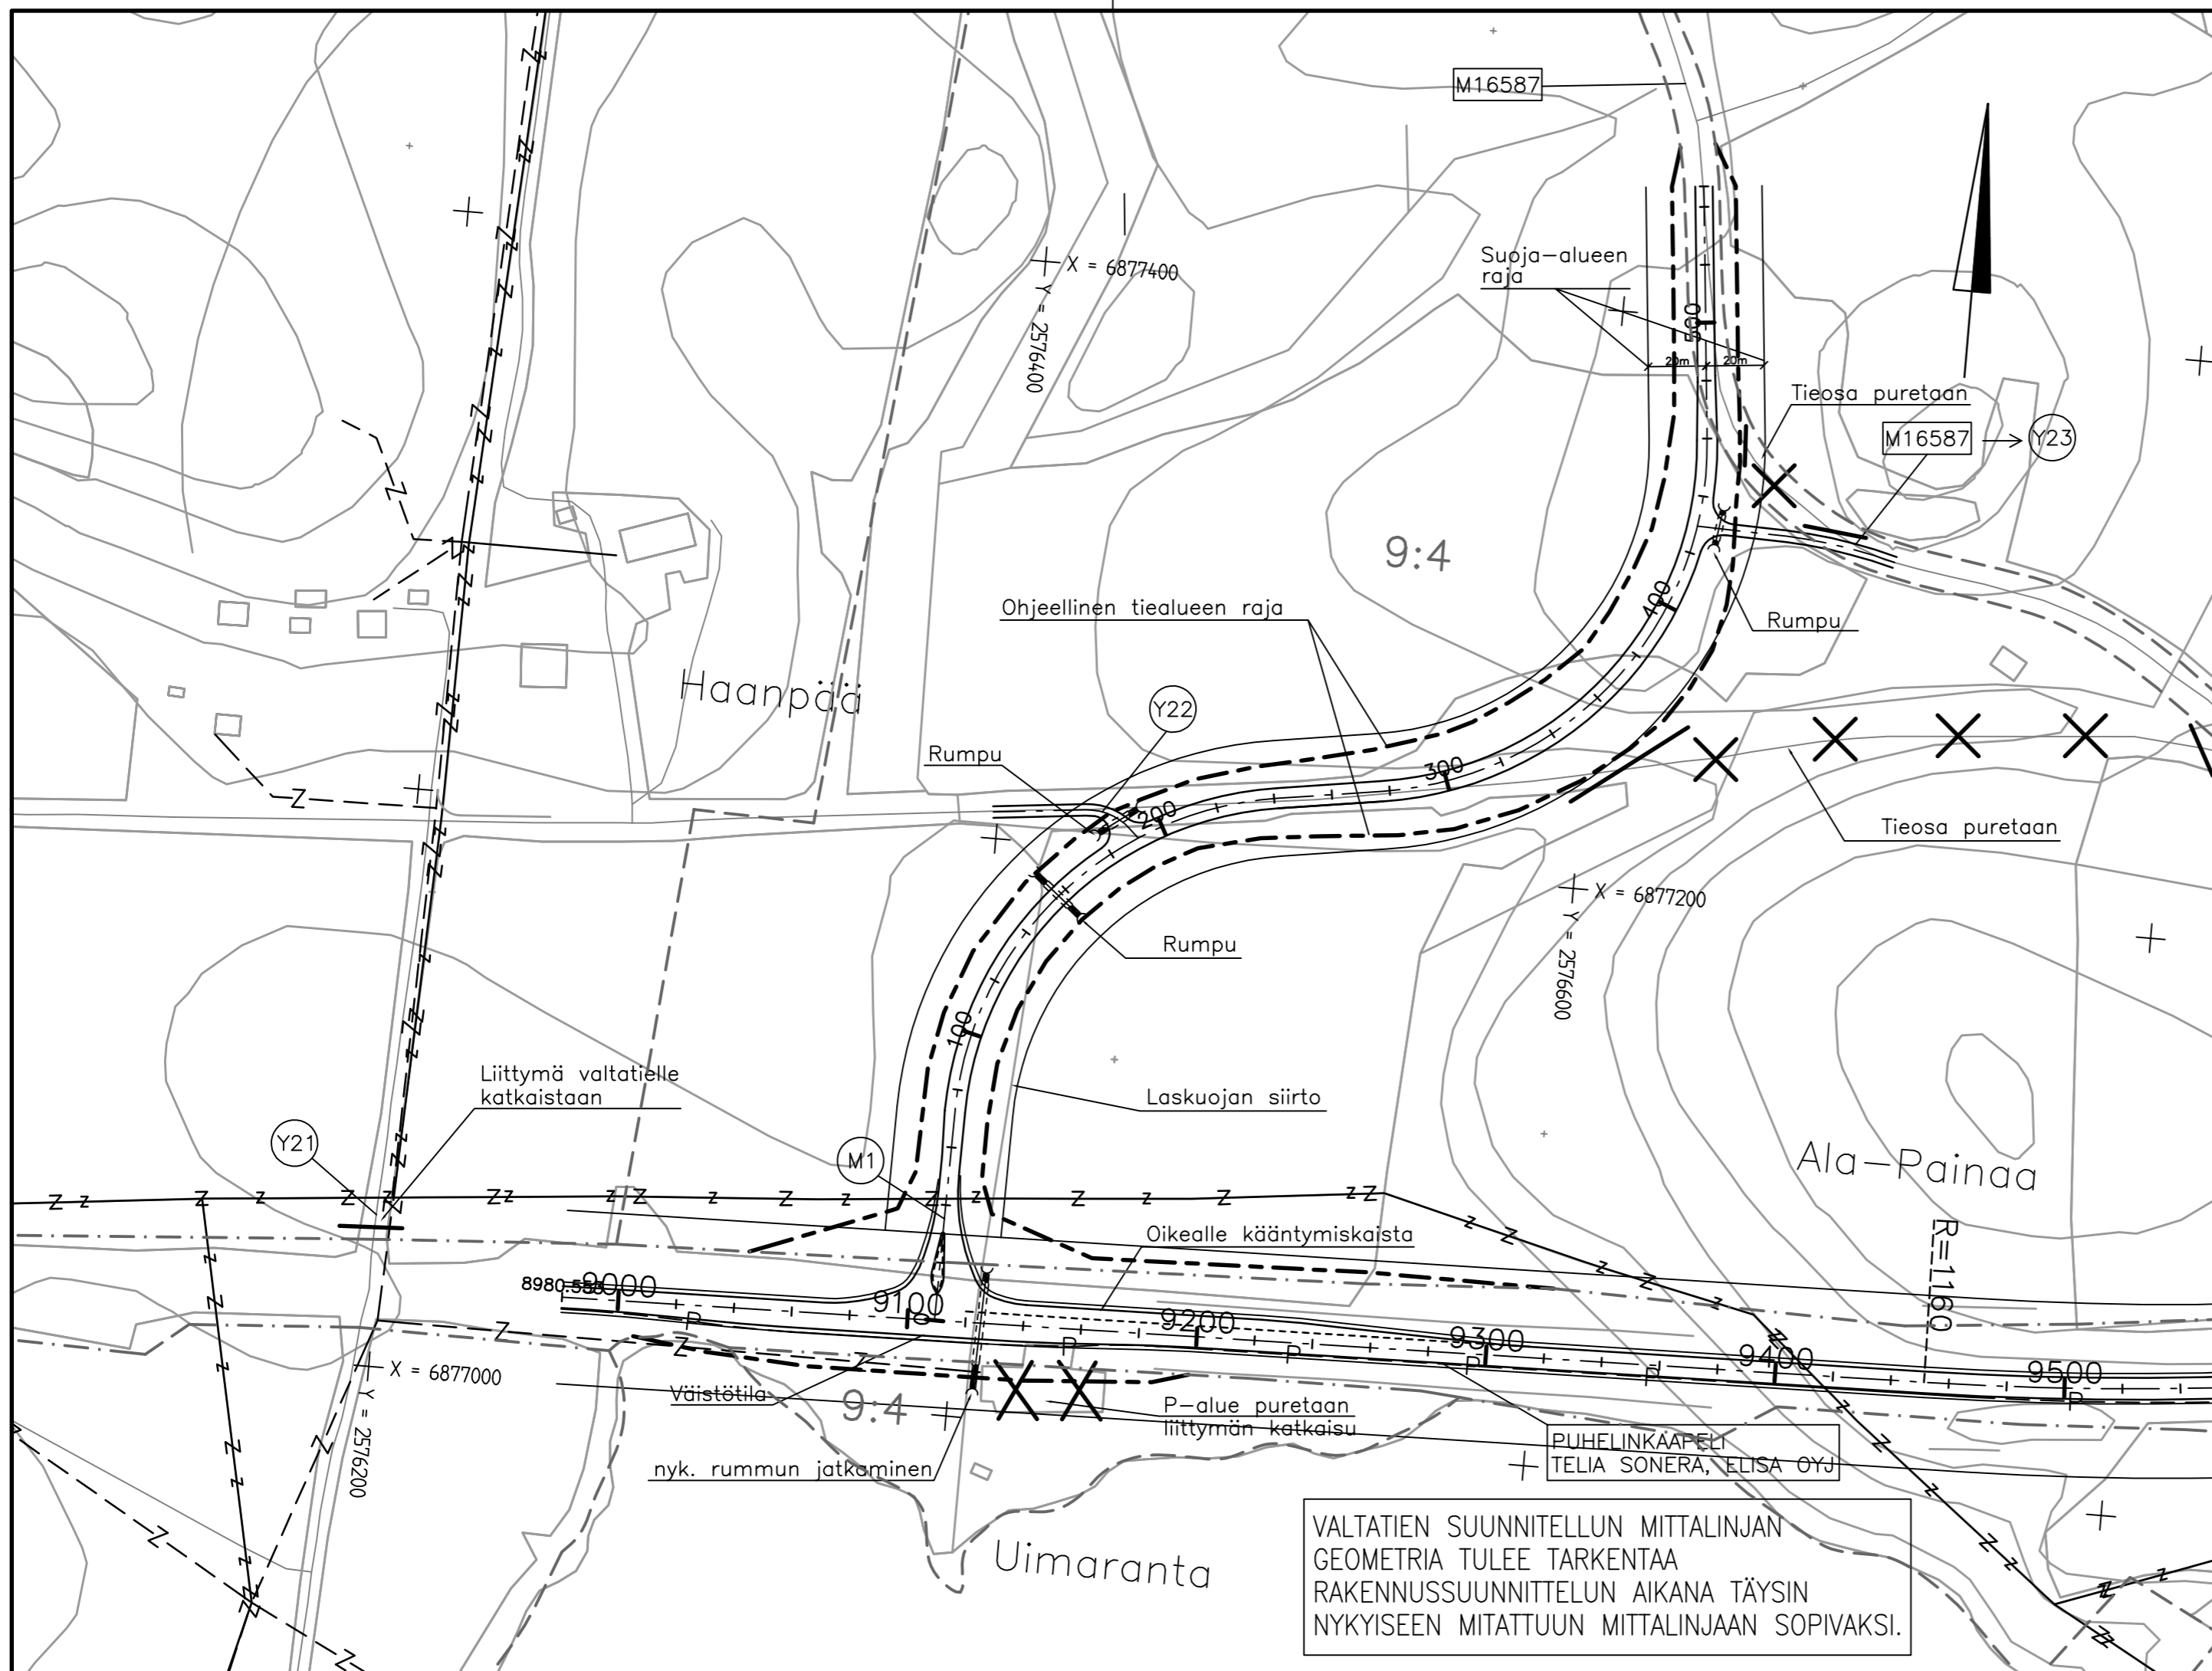 M16587
Suoja-alueen
raja
X = 6877400
Y = 2576400
500
20m 20m
Tieosa puretaan
M16587
Y23
9:4
400
Ohjeellinen tiealueen raja
Rumpu
Haanpää
Y22
Rumpu
300
200
Tieosa puretaan
X = 6877200
Y = 2576600
Rumpu
100
Liittymä valtatielle
katkaistaan
Laskuojan siirto
Y21
M1
Ala-Painaa
Oikealle kääntymiskaista
R=1160
9000
9100
9200
9300
9400
9500
X = 6877000
Y = 2576200
Väistötila
9:4
P-alue puretaan
liittymän katkaisu
nyk. rummun jatkaminen
PUHELINKAAPELI
TELIA SONERA, ELISA OYJ
Uimaranta
VALTATIEN SUUNNITELLUN MITTALINJAN
GEOMETRIA TULEE TARKENTAA
RAKENNUSSUUNNITTELUN AIKANA TÄYSIN
NYKYISEEN MITATTUUN MITTALINJAAN SOPIVAKSI.